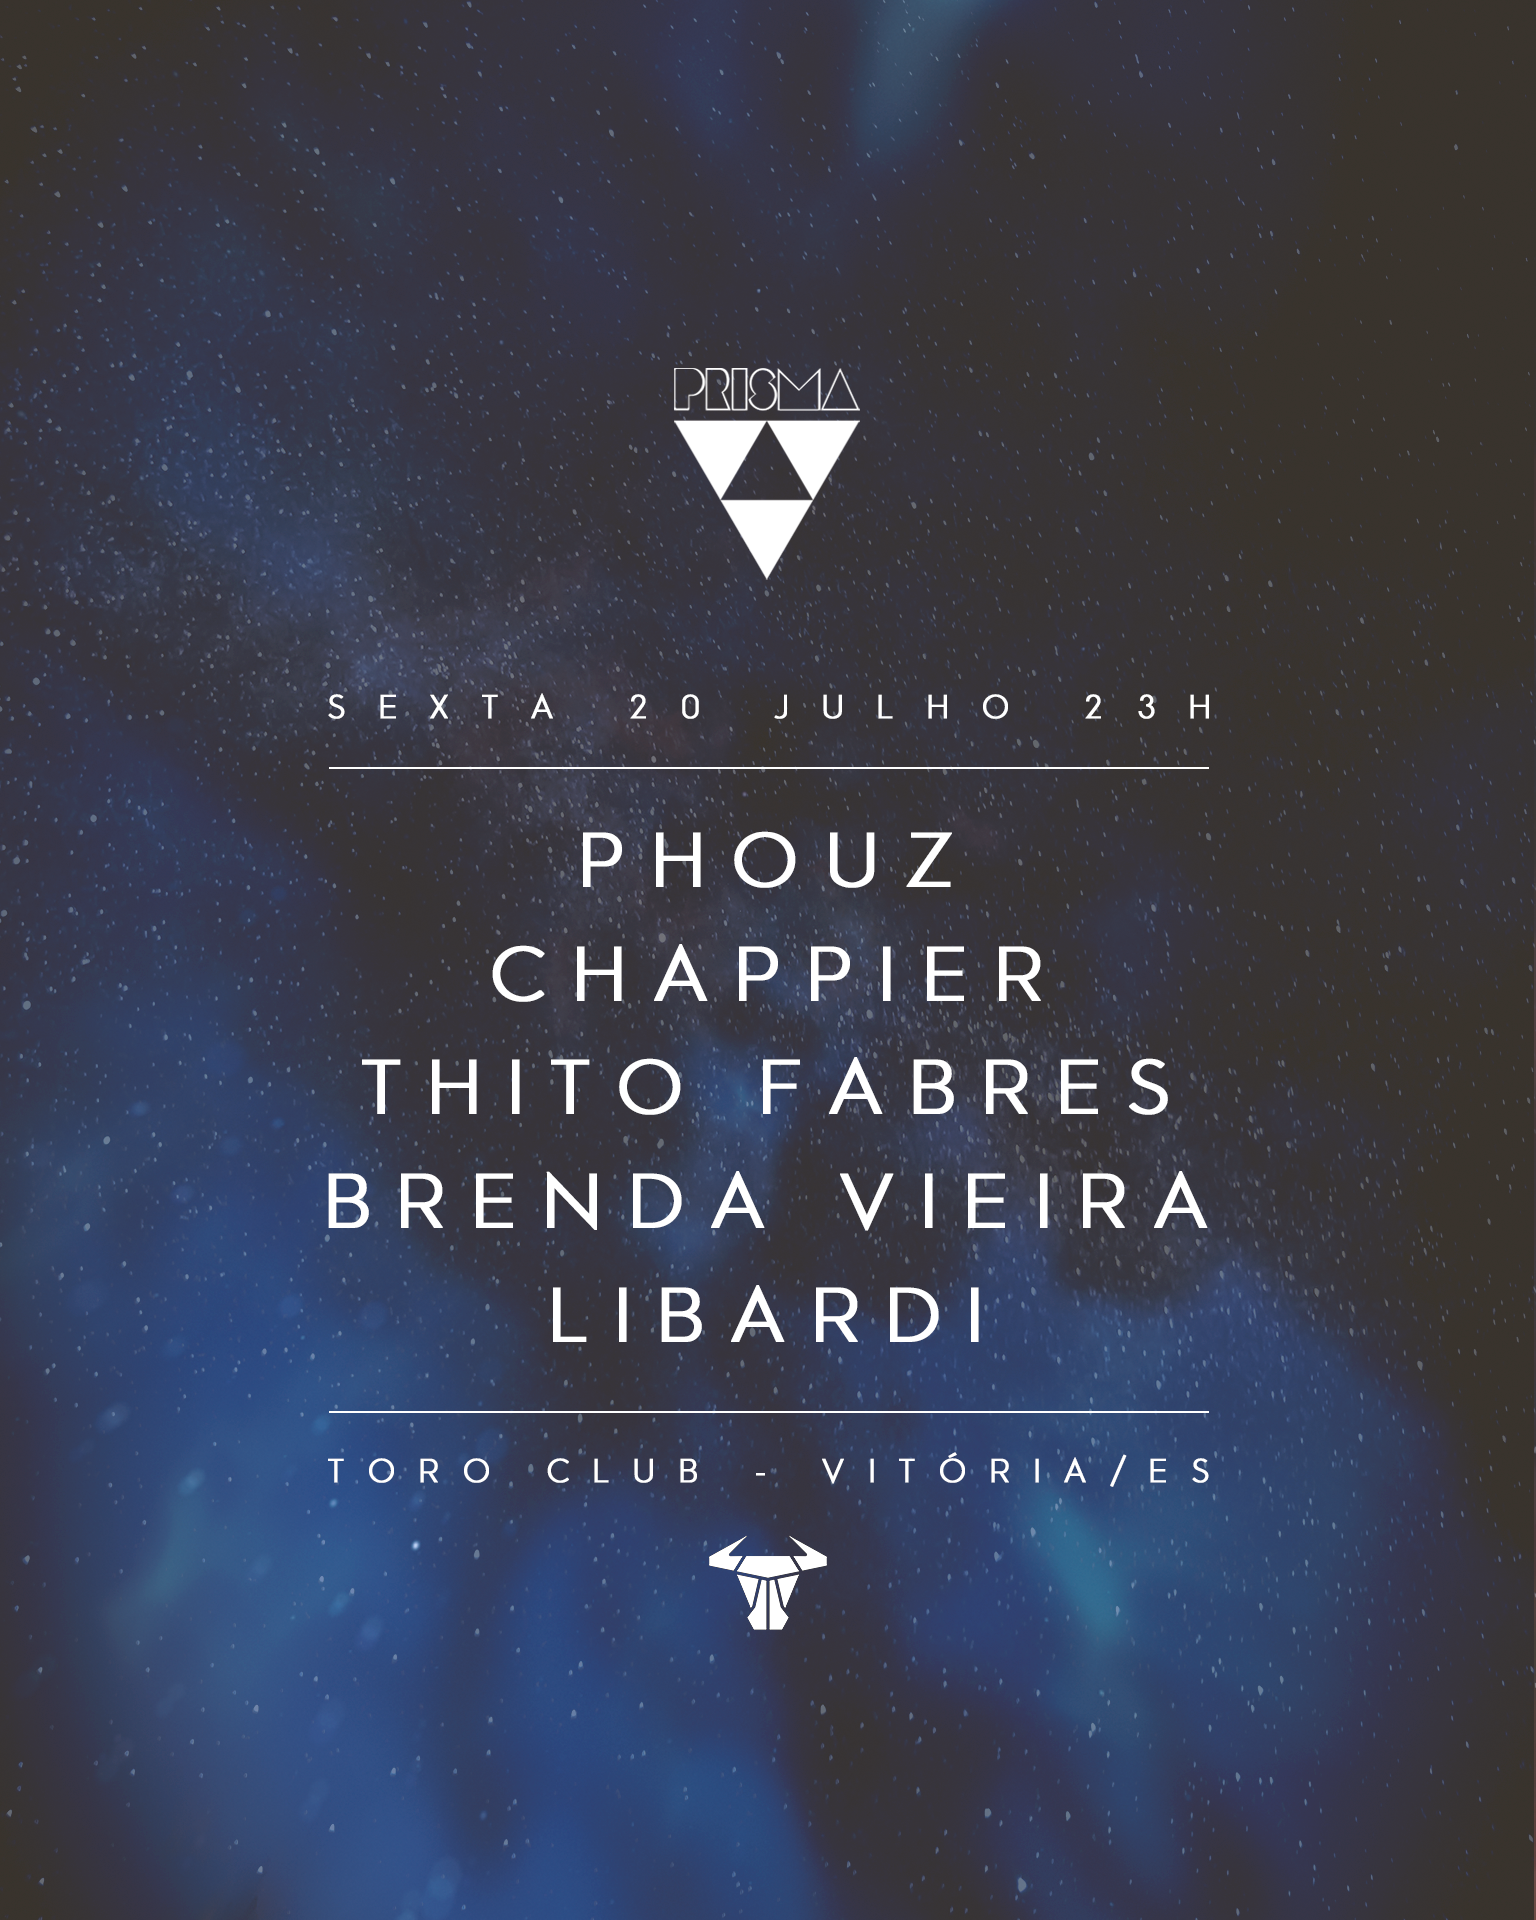 PRISMA
SEXTA 20 JULHO 23H
PHOUZ
CHAPPIER
THITO FABRES
BRENDA VIEIRA
LIBARDI
TORO CLUB - VITÓRIA/ES